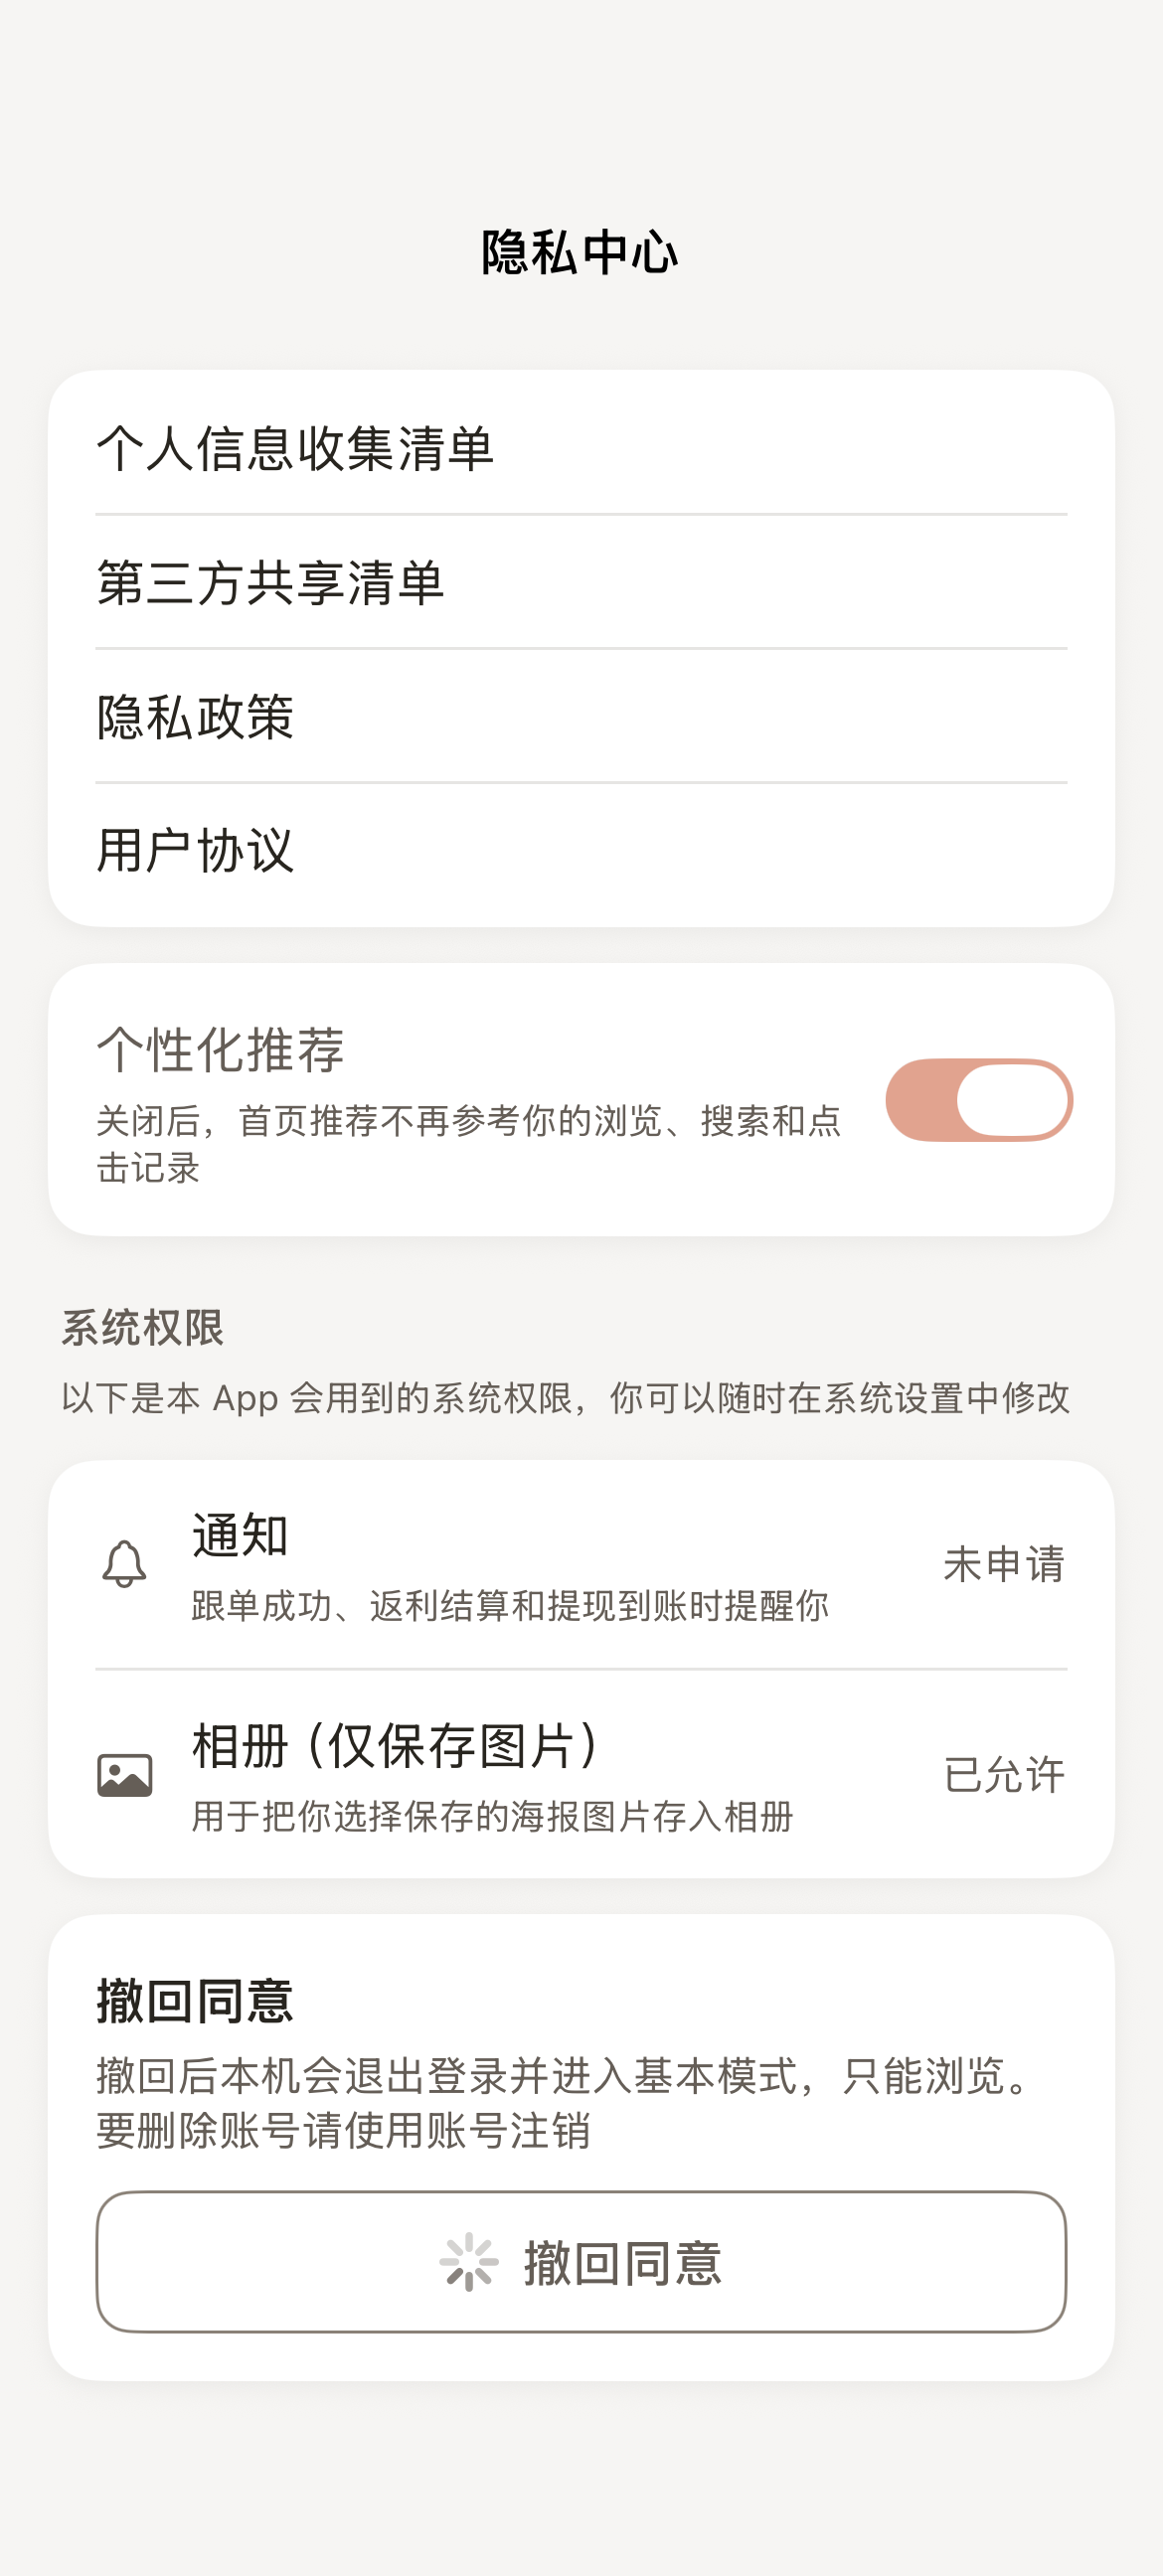 隐私中心
个人信息收集清单
第三方共享清单
隐私政策
用户协议
个性化推荐
关闭后，首页推荐不再参考你的浏览、搜索和点
击记录
系统权限
以下是本 App 会用到的系统权限，你可以随时在系统设置中修改
通知
未申请
跟单成功、返利结算和提现到账时提醒你
相册（仅保存图片）
已允许
用于把你选择保存的海报图片存入相册
撤回同意
撤回后本机会退出登录并进入基本模式，只能浏览。
要删除账号请使用账号注销
撤回同意